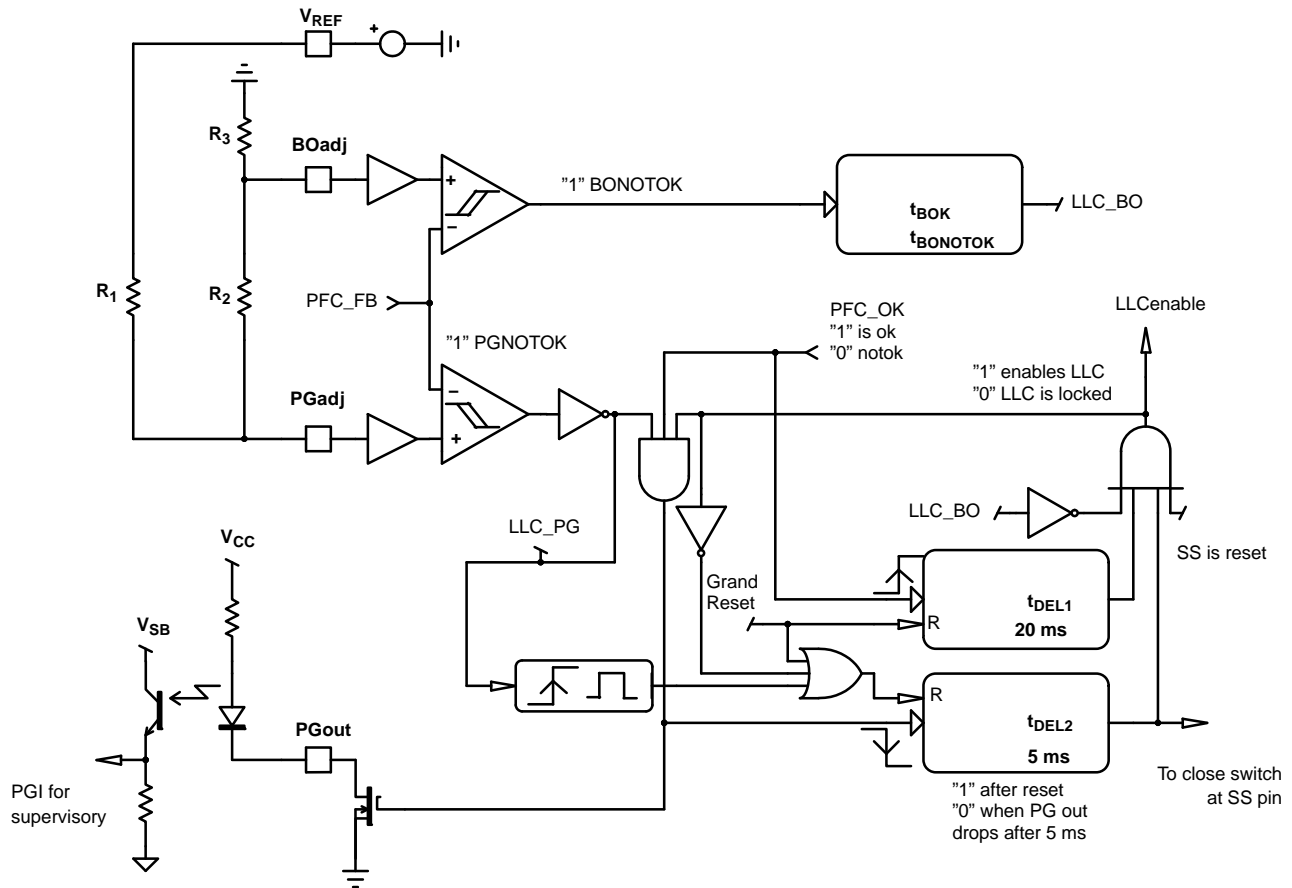 VREF
+
R3
BOadj
+
"1" BONOTOK
tBOK
tBONOTOK
LLC_BO
−
R1
R2
PFC_FB
PFC_OK
"1" is ok
"0" notok
LLCenable
"1" PGNOTOK
"1" enables LLC
"0" LLC is locked
−
PGadj
+
LLC_BO
LLC_PG
SS is reset
VCC
Grand
Reset
tDEL1
20 ms
R
VSB
R
tDEL2
5 ms
PGout
PGI for
supervisory
"1" after reset
"0" when PG out
drops after 5 ms
To close switch
at SS pin